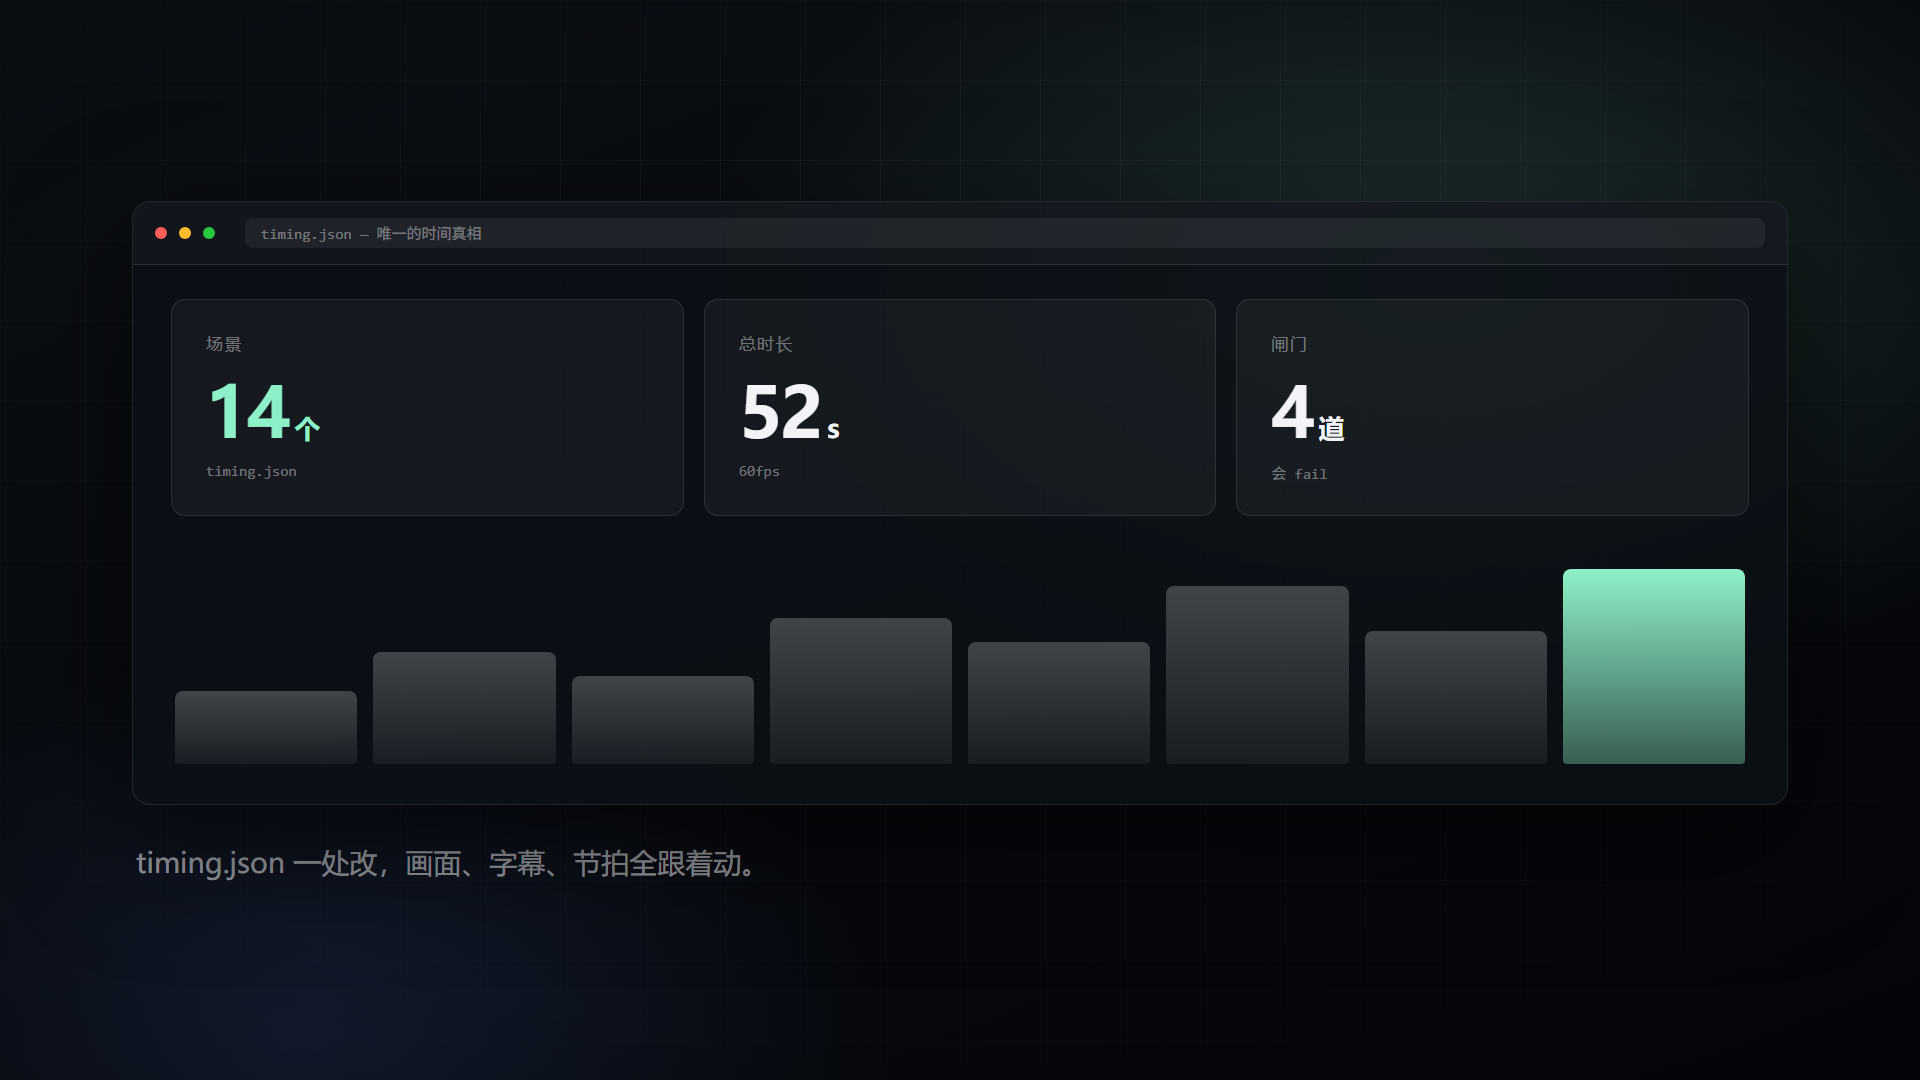 timing.json — 唯一的时间真相
场景
14个
timing.json
总时长
52s
60fps
闸门
4道
会 fail
timing.json 一处改，画面、字幕、节拍全跟着动。